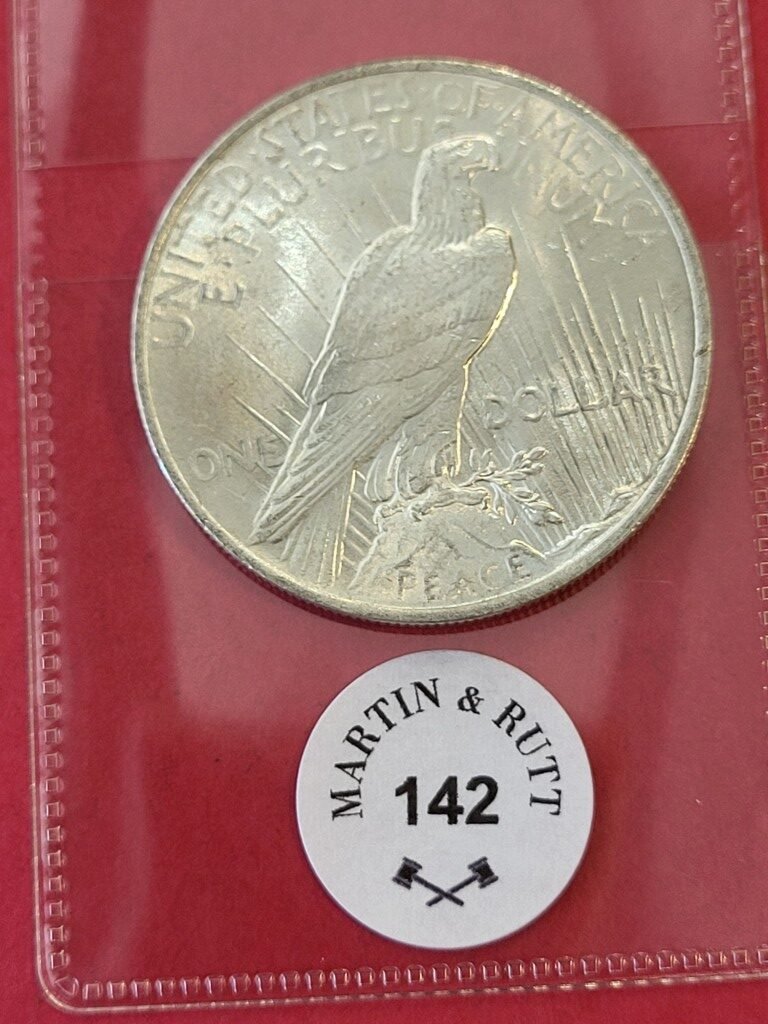 UNITED·STATES·OF·AMERICA
E·PLURIBUS·UNUM
ONE DOLLAR
PEACE
MARTIN & RUTT
142